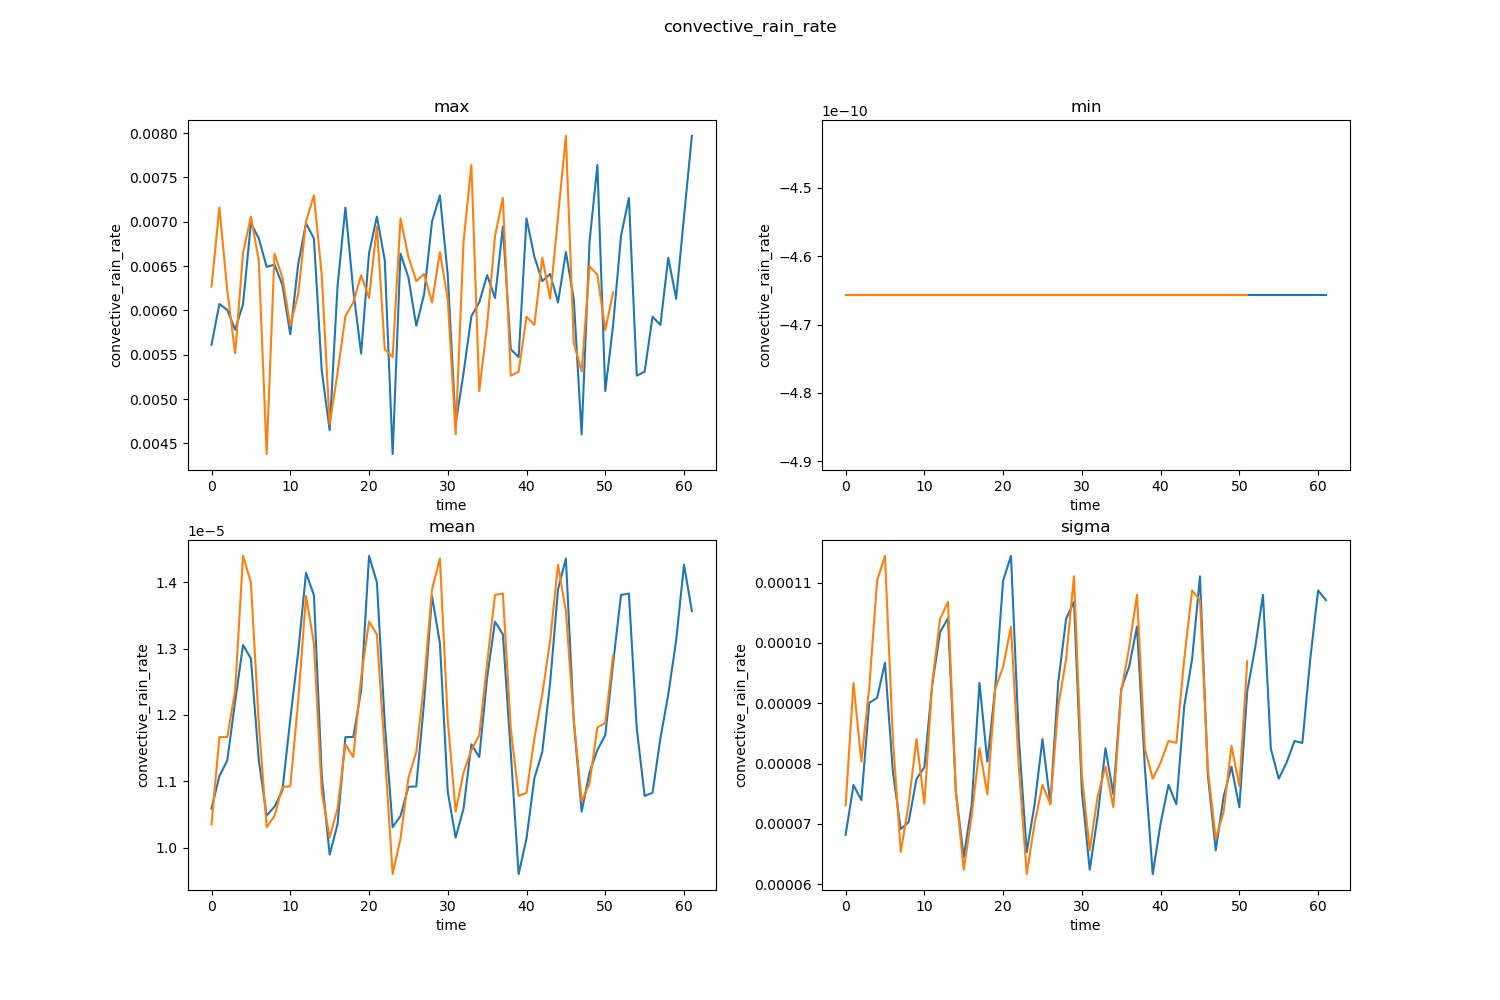 convective_rain_rate
max
0.0080
0.0075
0.0070
0.0065
0.0060
0.0055
0.0050
0.0045
convective_rain_rate
0 10 20 30 40 50 60
time
min
1e−10
−4.5
−4.6
−4.7
−4.8
−4.9
convective_rain_rate
0 10 20 30 40 50 60
time
mean
1e−5
1.4
1.3
1.2
1.1
1.0
convective_rain_rate
0 10 20 30 40 50 60
time
sigma
0.00011
0.00010
0.00009
0.00008
0.00007
0.00006
convective_rain_rate
0 10 20 30 40 50 60
time